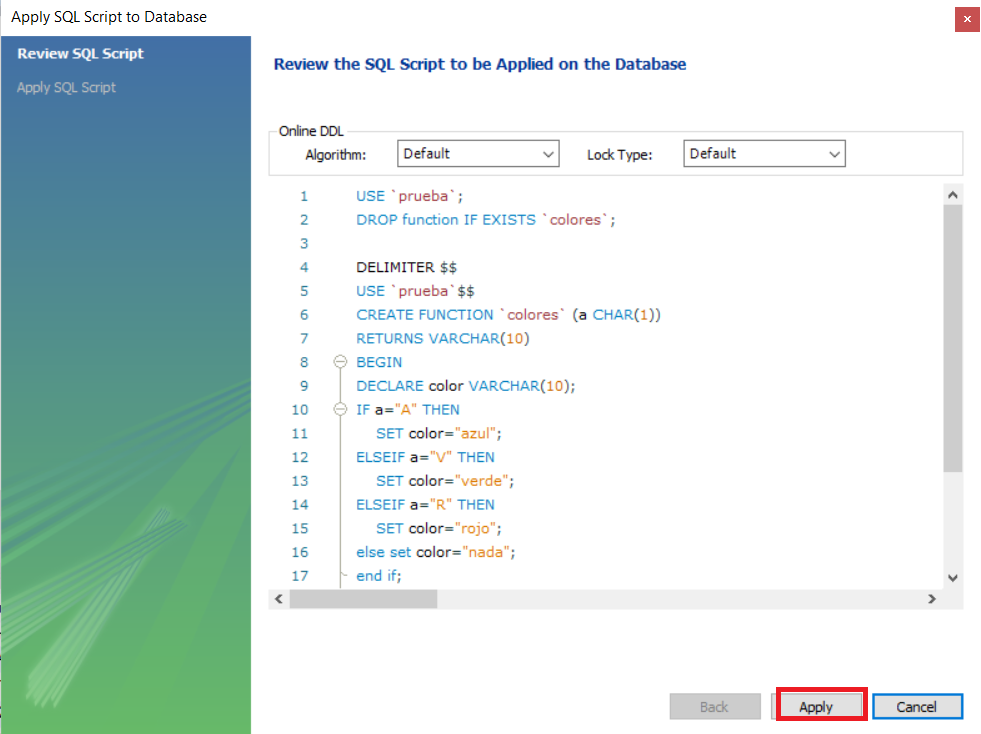 Apply SQL Script to Database
Review SQL Script
Apply SQL Script
Review the SQL Script to be Applied on the Database
Online DDL
Algorithm: Default Lock Type: Default
1 USE `prueba`;
2 DROP function IF EXISTS `colores`;
3
4 DELIMITER $$
5 USE `prueba`$$
6 CREATE FUNCTION `colores` (a CHAR(1))
7 RETURNS VARCHAR(10)
8 BEGIN
9 DECLARE color VARCHAR(10);
10 IF a="A" THEN
11 SET color="azul";
12 ELSEIF a="V" THEN
13 SET color="verde";
14 ELSEIF a="R" THEN
15 SET color="rojo";
16 else set color="nada";
17 end if;
Back Apply Cancel